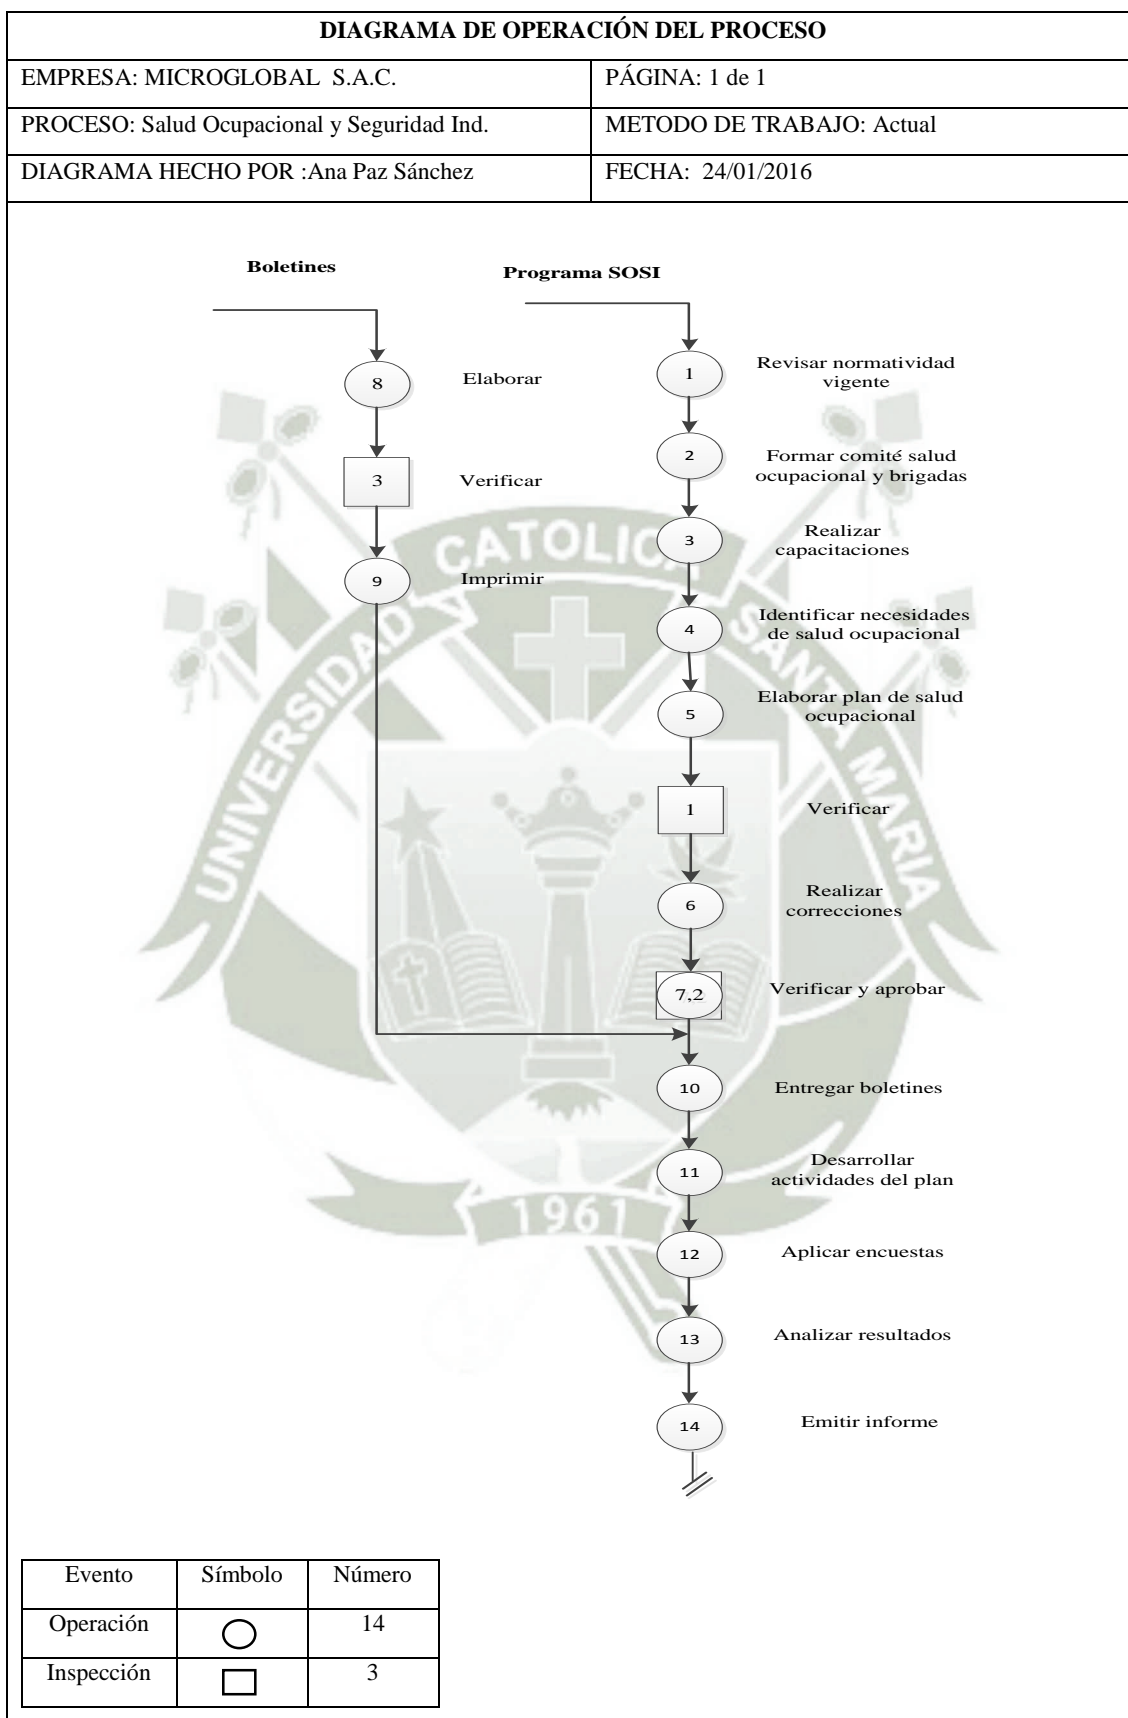 DIAGRAMA DE OPERACIÓN DEL PROCESO
EMPRESA: MICROGLOBAL S.A.C.
PÁGINA: 1 de 1
PROCESO: Salud Ocupacional y Seguridad Ind.
METODO DE TRABAJO: Actual
DIAGRAMA HECHO POR :Ana Paz Sánchez
FECHA: 24/01/2016
Boletines
8
Elaborar
3
Verificar
9
Imprimir
Programa SOSI
1
Revisar normatividad
vigente
2
Formar comité salud
ocupacional y brigadas
3
Realizar
capacitaciones
4
Identificar necesidades
de salud ocupacional
5
Elaborar plan de salud
ocupacional
1
Verificar
6
Realizar
correcciones
7,2
Verificar y aprobar
10
Entregar boletines
11
Desarrollar
actividades del plan
12
Aplicar encuestas
13
Analizar resultados
14
Emitir informe
UNIVERSIDAD CATOLICA SANTA MARIA
1961
Evento Símbolo Número
Operación 14
Inspección 3